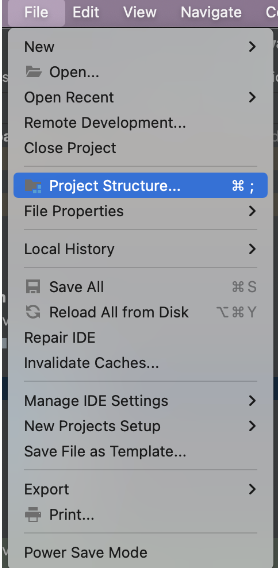 File Edit View Navigate
New
Open...
Open Recent
Remote Development...
Close Project
Project Structure... ⌘ ;
File Properties
Local History
Save All ⌘ S
Reload All from Disk ⌥ ⌘ Y
Repair IDE
Invalidate Caches...
Manage IDE Settings
New Projects Setup
Save File as Template...
Export
Print...
Power Save Mode